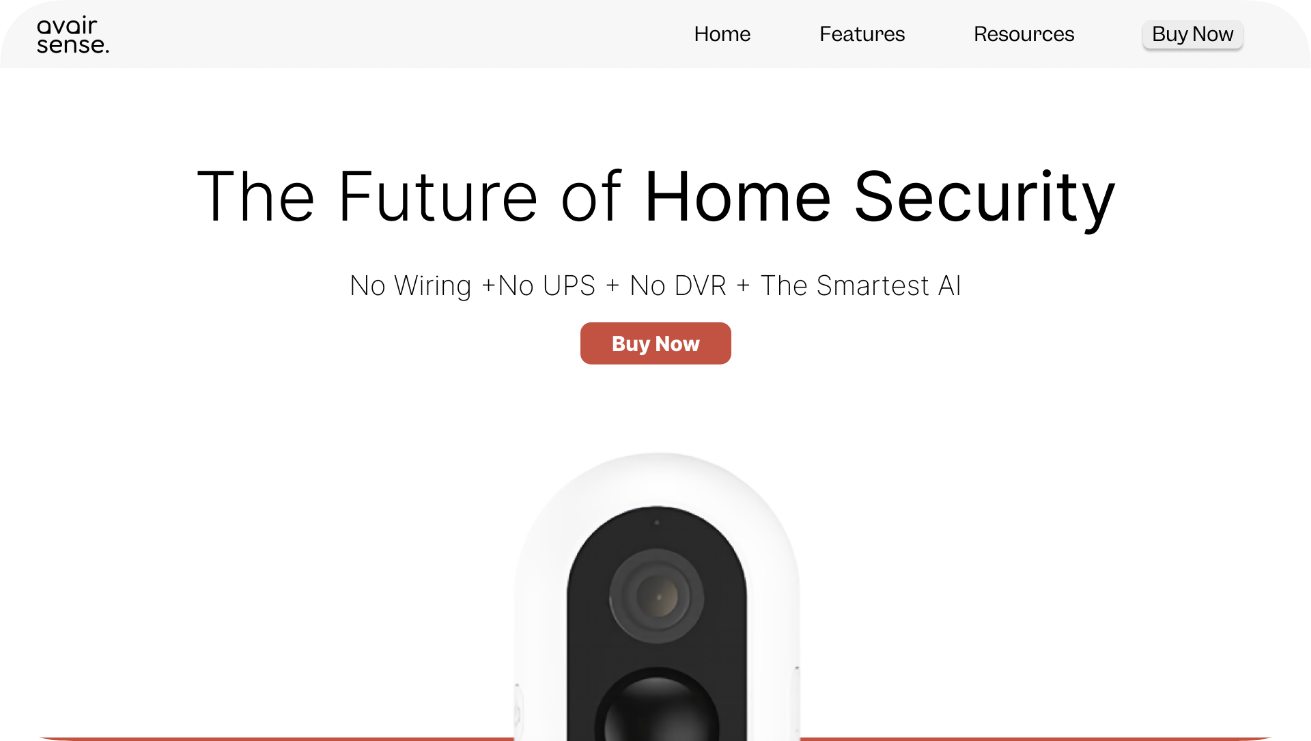 avair
sense.
Home
Features
Resources
Buy Now
The Future of Home Security
No Wiring +No UPS + No DVR + The Smartest AI
Buy Now